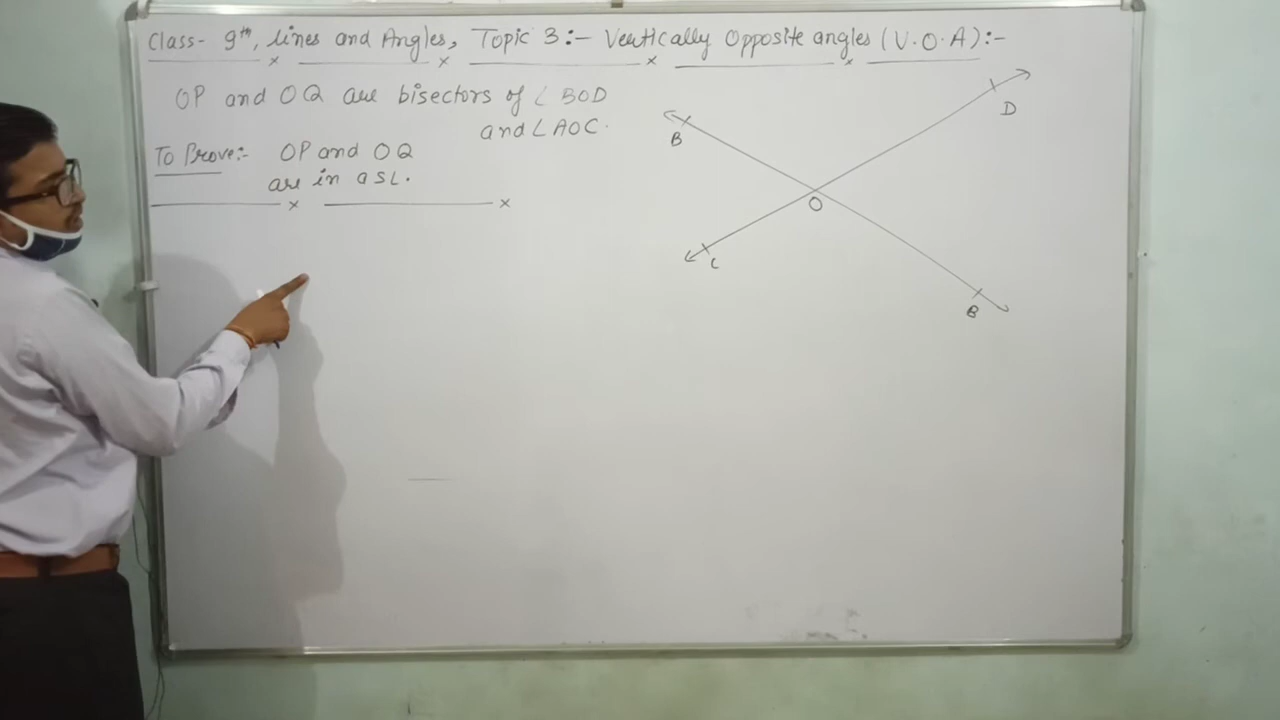 Class- 9th, Lines and Angles, Topic 3:- Vertically Opposite angles (V.O.A):-
OP and OQ are bisectors of ∠BOD
and ∠AOC.
To Prove:- OP and OQ
are in a SL.
B
D
O
C
B